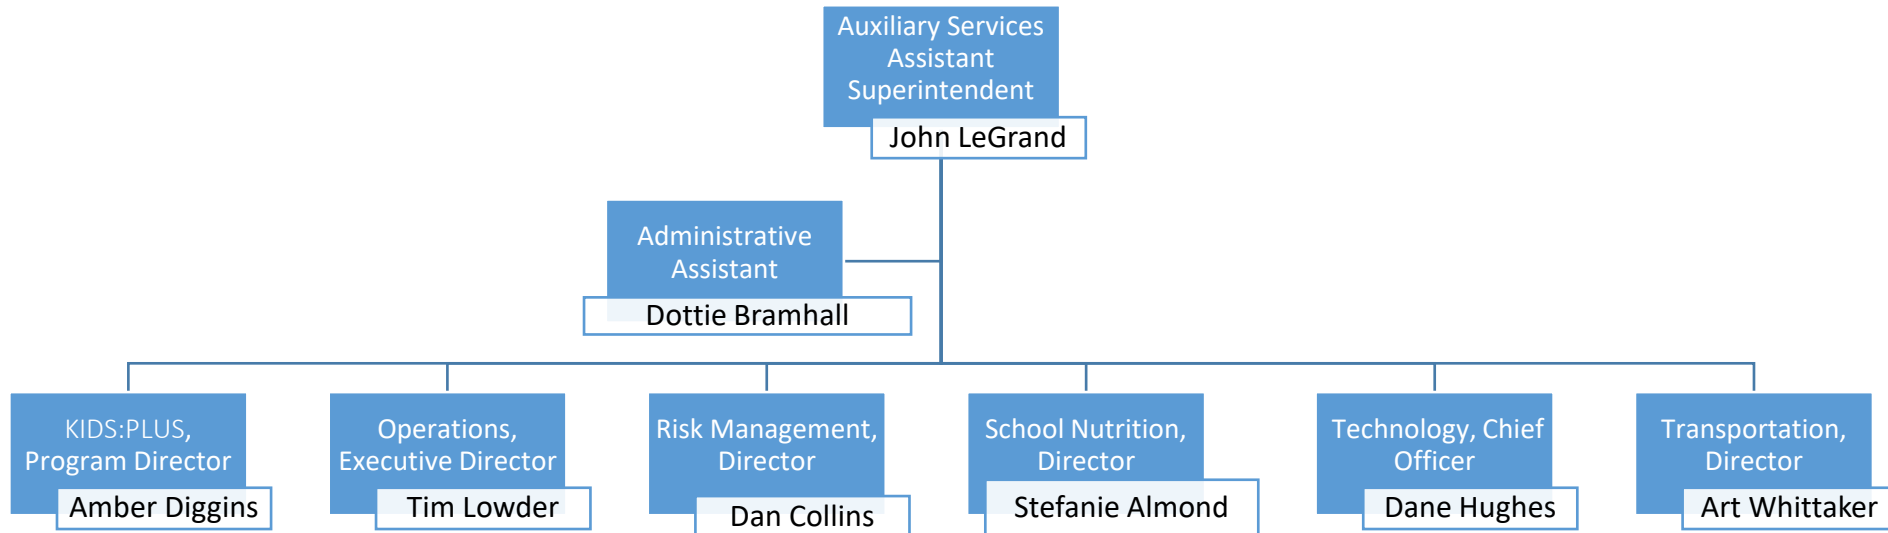 Auxiliary Services
Assistant
Superintendent
John LeGrand
Administrative
Assistant
Dottie Bramhall
KIDS:PLUS,
Program Director
Amber Diggins
Operations,
Executive Director
Tim Lowder
Risk Management,
Director
Dan Collins
School Nutrition,
Director
Stefanie Almond
Technology, Chief
Officer
Dane Hughes
Transportation,
Director
Art Whittaker